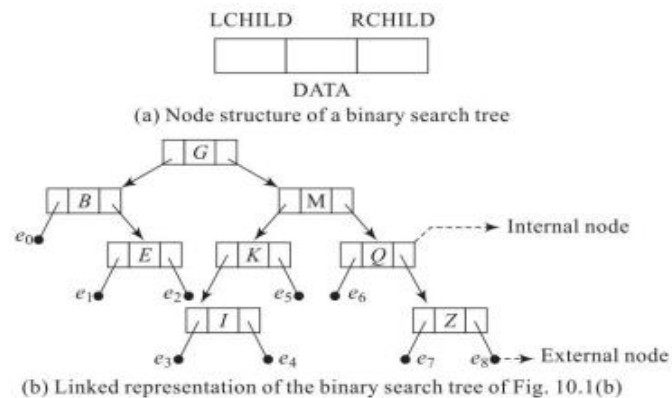 LCHILD RCHILD
DATA
(a) Node structure of a binary search tree
G
B M
e0 E K Q Internal node
e1 e2 e5 e6
I Z
e3 e4 e7 e8 External node
(b) Linked representation of the binary search tree of Fig. 10.1(b)